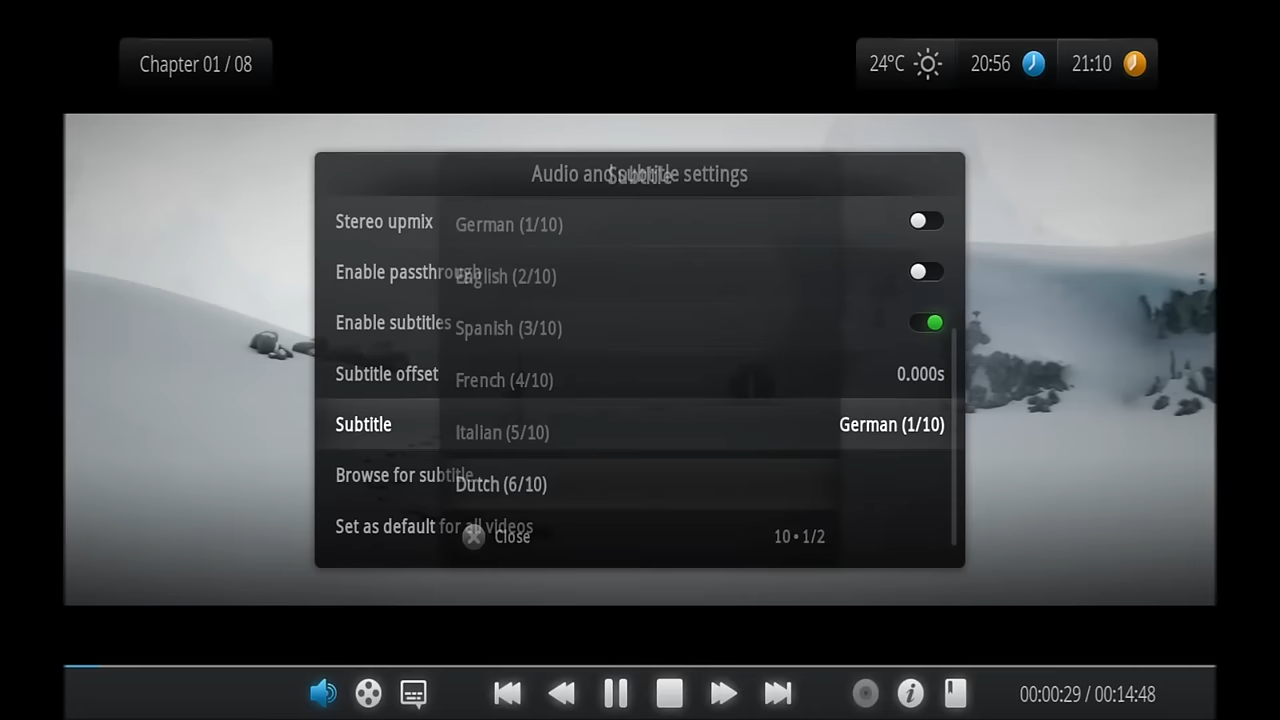 Chapter 01 / 08
24°C 20:56 21:10
Audio and subtitle settings
Subtitle
Stereo upmix
German (1/10)
Enable passthrough
English (2/10)
Enable subtitles
Spanish (3/10)
Subtitle offset 0.000s
French (4/10)
Subtitle German (1/10)
Italian (5/10)
Browse for subtitle...
Dutch (6/10)
Set as default for all videos
Close 10 • 1/2
00:00:29 / 00:14:48